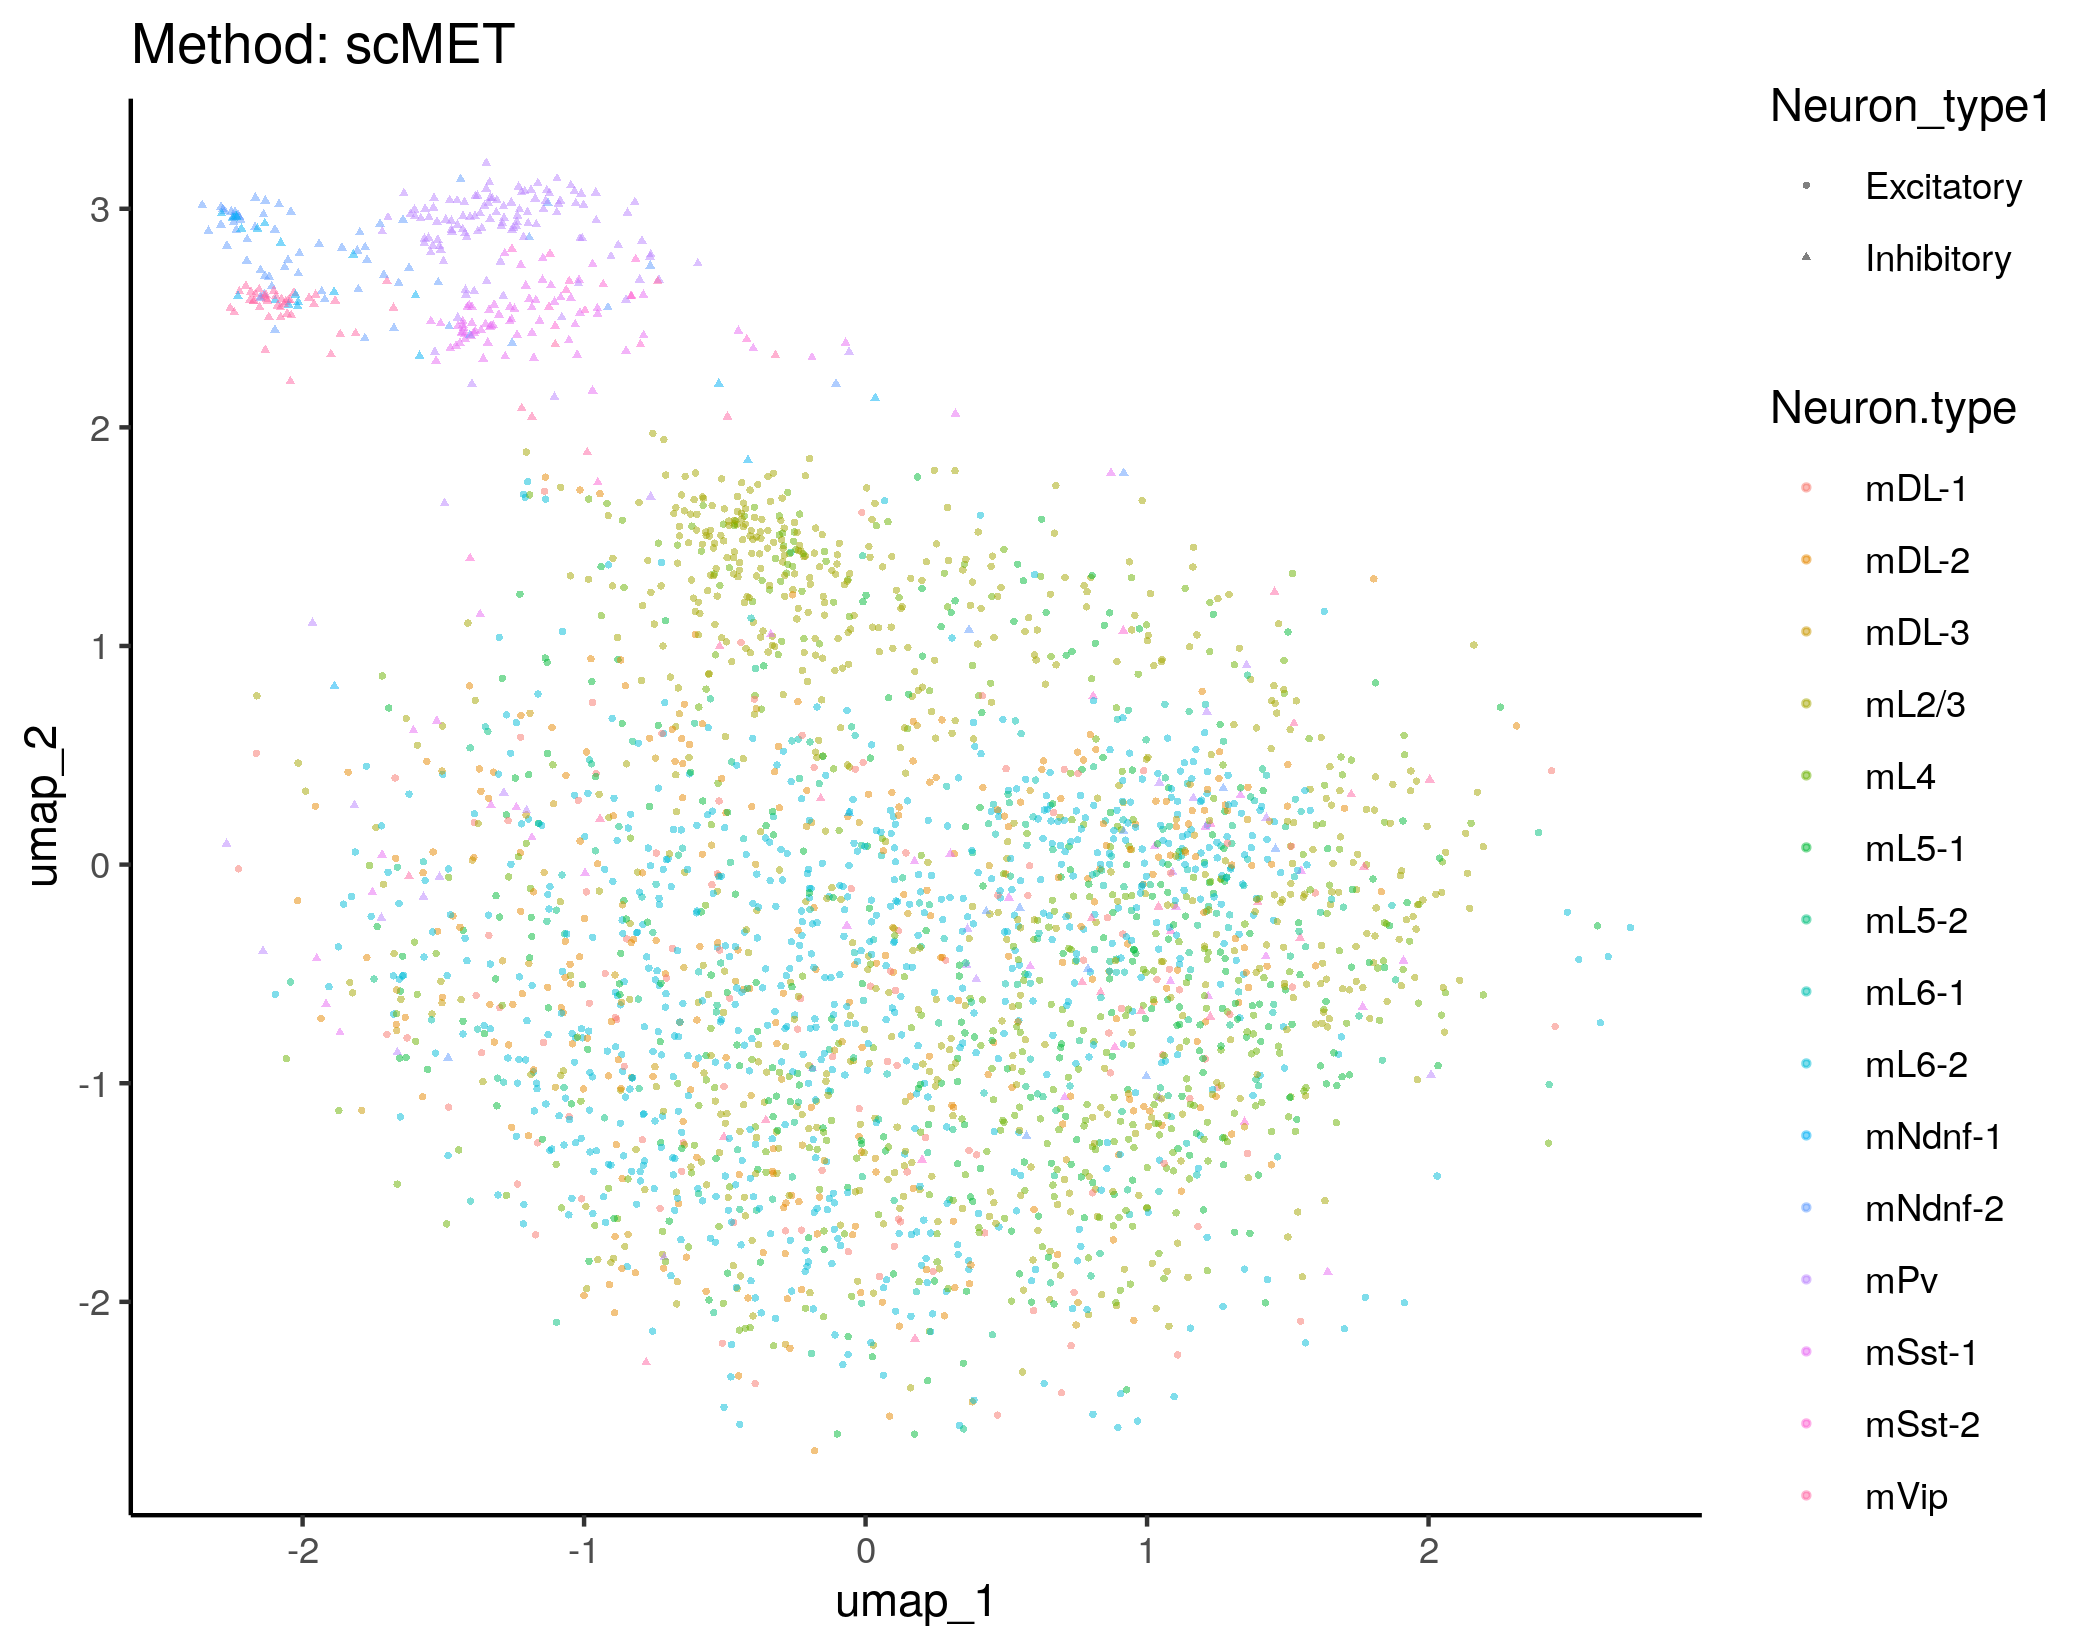 Method: scMET
umap_2
3
2
1
0
-1
-2
-2
-1
0
1
2
umap_1
Neuron_type1
Excitatory
Inhibitory
Neuron.type
mDL-1
mDL-2
mDL-3
mL2/3
mL4
mL5-1
mL5-2
mL6-1
mL6-2
mNdnf-1
mNdnf-2
mPv
mSst-1
mSst-2
mVip